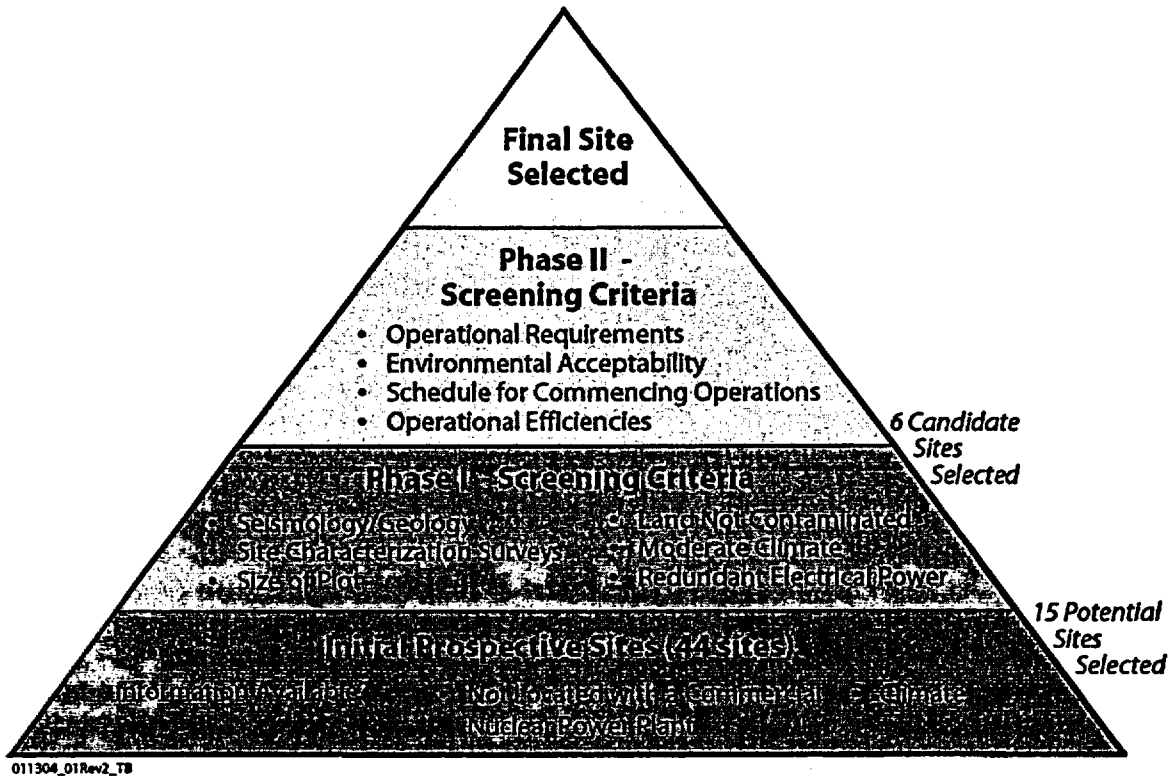 Final Site
Selected
Phase II -
Screening Criteria
• Operational Requirements
• Environmental Acceptability
• Schedule for Commencing Operations
• Operational Efficiencies
6 Candidate
Sites
Selected
Phase I - Screening Criteria
• Seismology/Geology
Site Characterization Surveys
• Size of Plot
• Land Not Contaminated
• Moderate Climate
• Redundant Electrical Power
15 Potential
Sites
Selected
Initial Prospective Sites (44 sites)
Information Available
Not Located with a Commercial
Nuclear Power Plant
Climate
011304_01Rev2_TB